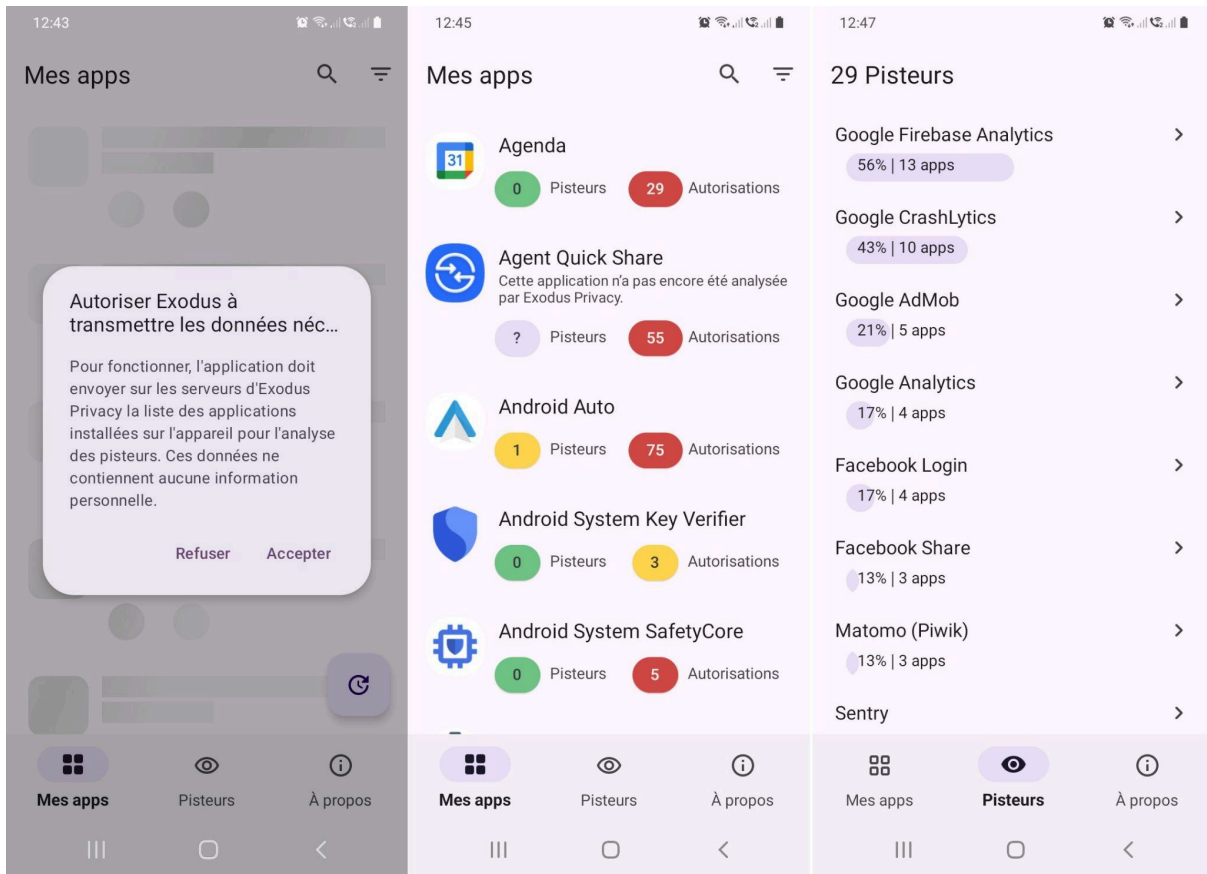 12:43
Mes apps
Autoriser Exodus à
transmettre les données néc...
Pour fonctionner, l'application doit
envoyer sur les serveurs d'Exodus
Privacy la liste des applications
installées sur l'appareil pour l'analyse
des pisteurs. Ces données ne
contiennent aucune information
personnelle.
Refuser Accepter
Mes apps Pisteurs À propos
12:45
Mes apps
31
Agenda
0 Pisteurs 29 Autorisations
Agent Quick Share
Cette application n'a pas encore été analysée
par Exodus Privacy.
? Pisteurs 55 Autorisations
Android Auto
1 Pisteurs 75 Autorisations
Android System Key Verifier
0 Pisteurs 3 Autorisations
Android System SafetyCore
0 Pisteurs 5 Autorisations
Mes apps Pisteurs À propos
12:47
29 Pisteurs
Google Firebase Analytics
56% | 13 apps
Google CrashLytics
43% | 10 apps
Google AdMob
21% | 5 apps
Google Analytics
17% | 4 apps
Facebook Login
17% | 4 apps
Facebook Share
13% | 3 apps
Matomo (Piwik)
13% | 3 apps
Sentry
Mes apps Pisteurs À propos